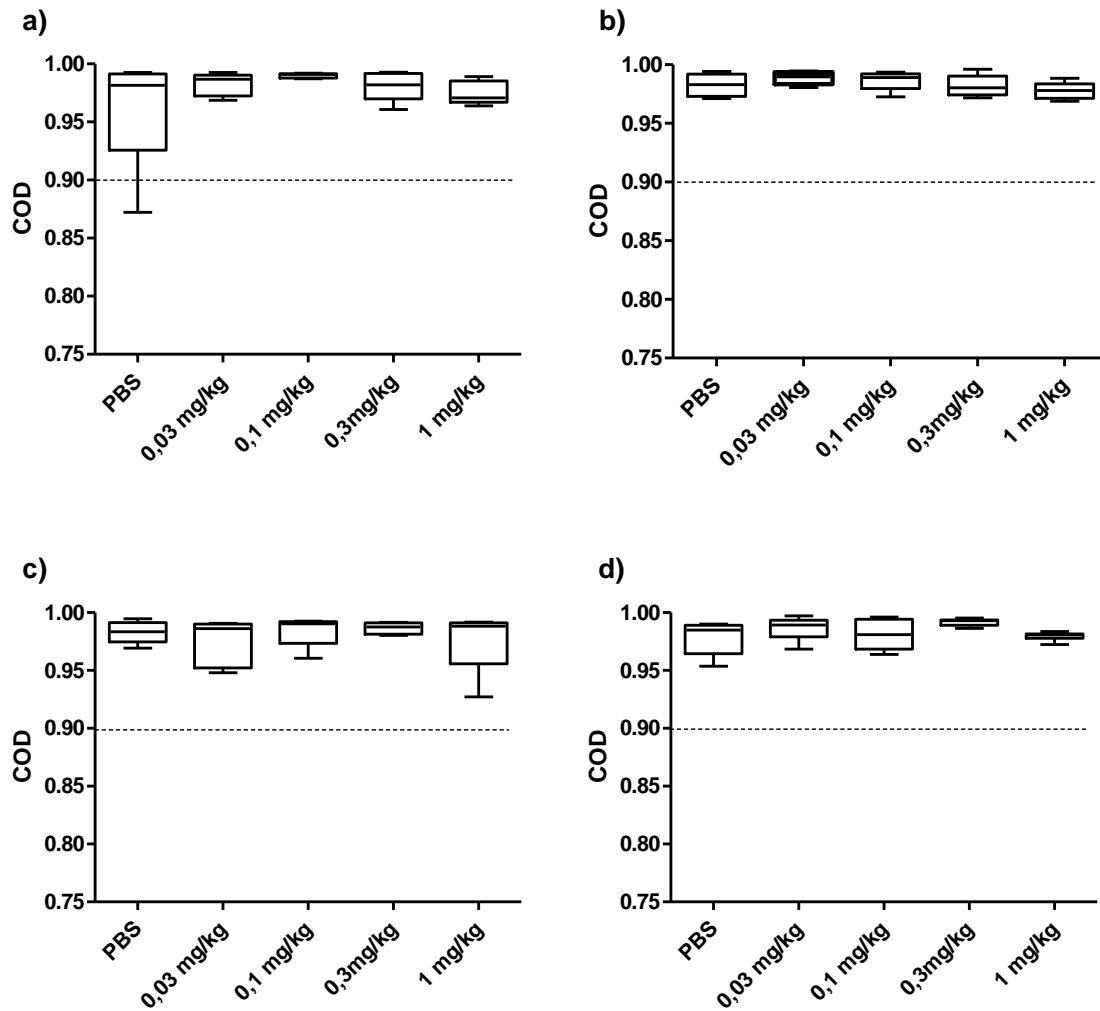 a)
COD
1.00
0.95
0.90
0.85
0.80
0.75
PBS
0,03 mg/kg
0,1 mg/kg
0,3mg/kg
1 mg/kg
b)
COD
1.00
0.95
0.90
0.85
0.80
0.75
PBS
0,03 mg/kg
0,1 mg/kg
0,3mg/kg
1 mg/kg
c)
COD
1.00
0.95
0.90
0.85
0.80
0.75
PBS
0,03 mg/kg
0,1 mg/kg
0,3mg/kg
1 mg/kg
d)
COD
1.00
0.95
0.90
0.85
0.80
0.75
PBS
0,03 mg/kg
0,1 mg/kg
0,3mg/kg
1 mg/kg